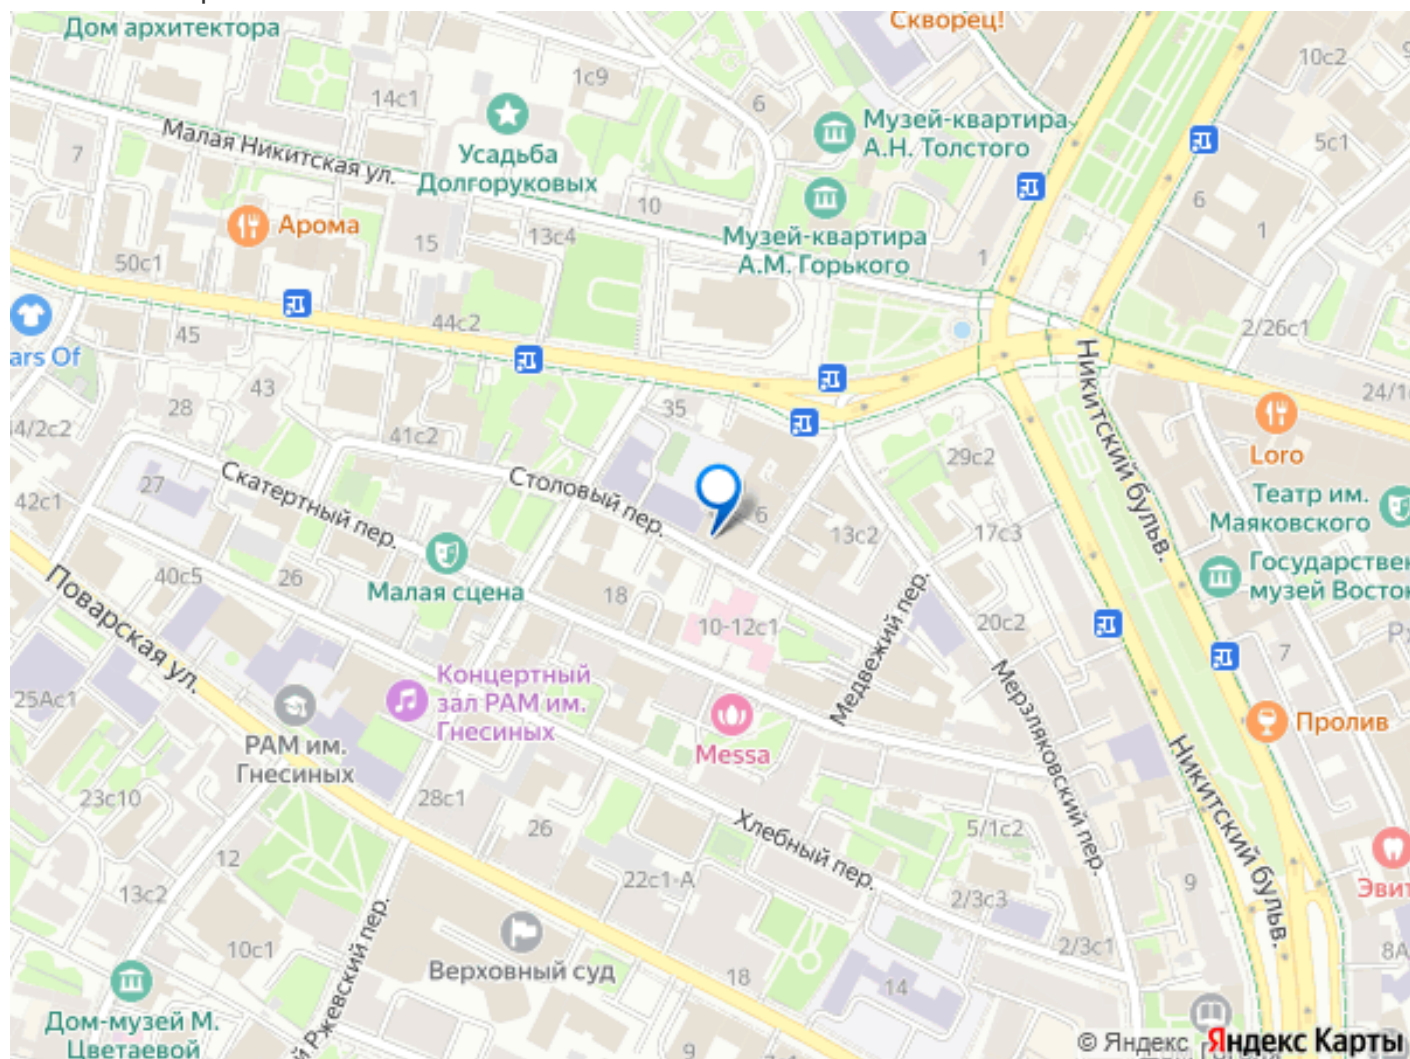 Дом архитектора
Скворец!
10с2
1с9
14с1
6
Музей-квартира
А.Н. Толстого
5с1
Малая Никитская ул.
7
Усадьба
Долгоруковых
6
10
1
Арома
15
13с4
Музей-квартира
А.М. Горького
1
50с1
44с2
2/26с1
45
ars Of
43
28
35
24/1
44/2с2
41с2
Никитский бульв.
Loro
29с2
Скатертный пер.
Столовый пер.
27
42с1
Театр им.
Маяковского
6
13с2
17с3
Государствен
музей Восток
40с5
26
Малая сцена
18
10-12с1
20с2
Поварская ул.
Медвежий пер.
Мерзляковский пер.
7
25Ас1
Концертный
зал РАМ им.
Гнесиных
Messa
Пролив
РАМ им.
Гнесиных
Никитский бульв.
23с10
28с1
26
Хлебный пер.
5/1с2
12
13с2
22с1-А
9
Эвит
2/3с3
10с1
Верховный суд
18
14
2/3с1
8А
й Ржевский пер.
Дом-музей М.
Цветаевой
9
© Яндекс Яндекс Карты